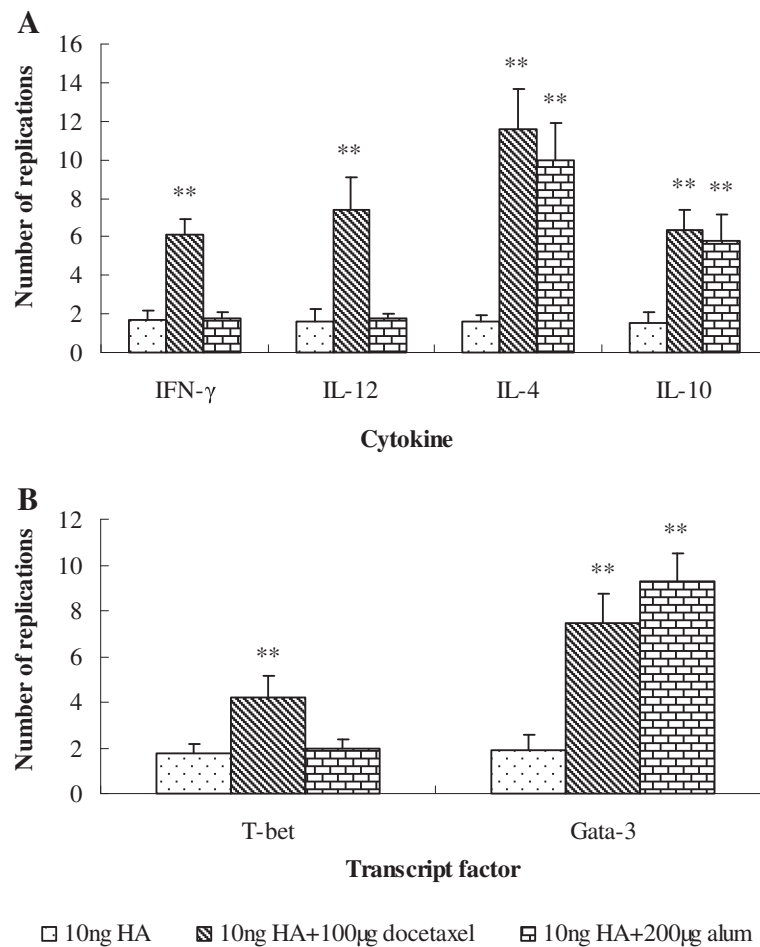 A
Number of replications
16
14
12
10
8
6
4
2
0
** ** ** ** ** **
IFN-γ IL-12 IL-4 IL-10
Cytokine
B
Number of replications
12
10
8
6
4
2
0
** ** **
T-bet Gata-3
Transcript factor
10ng HA 10ng HA+100μg docetaxel 10ng HA+200μg alum